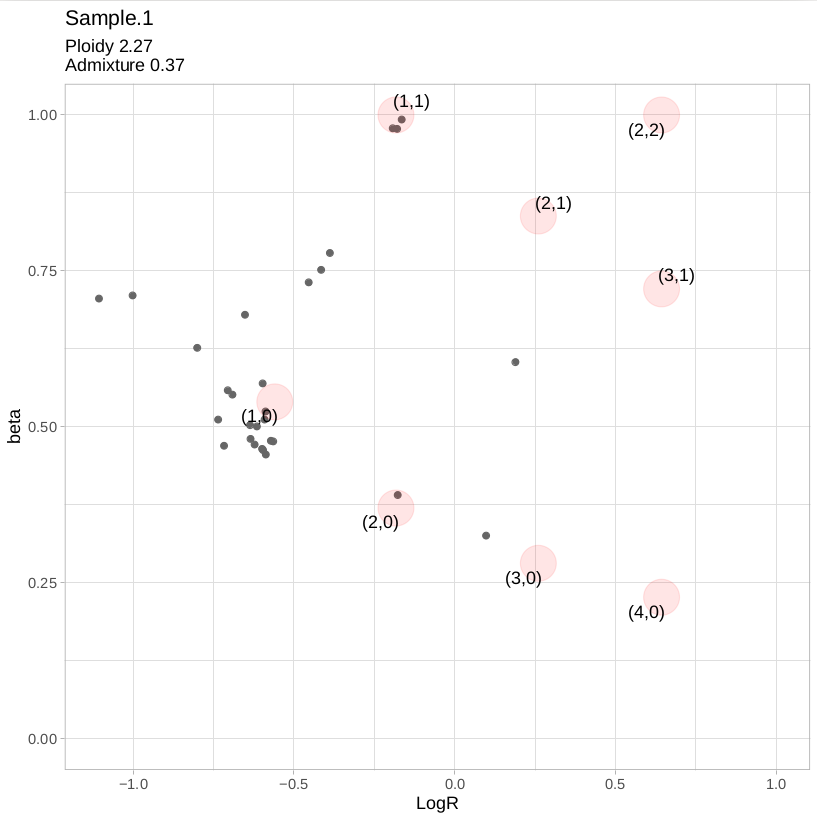 Sample.1
Ploidy 2.27
Admixture 0.37
(1,1)
(2,2)
(2,1)
(3,1)
(1,0)
(2,0)
(3,0)
(4,0)
1.00
0.75
0.50
0.25
0.00
beta
−1.0 −0.5 0.0 0.5 1.0
LogR